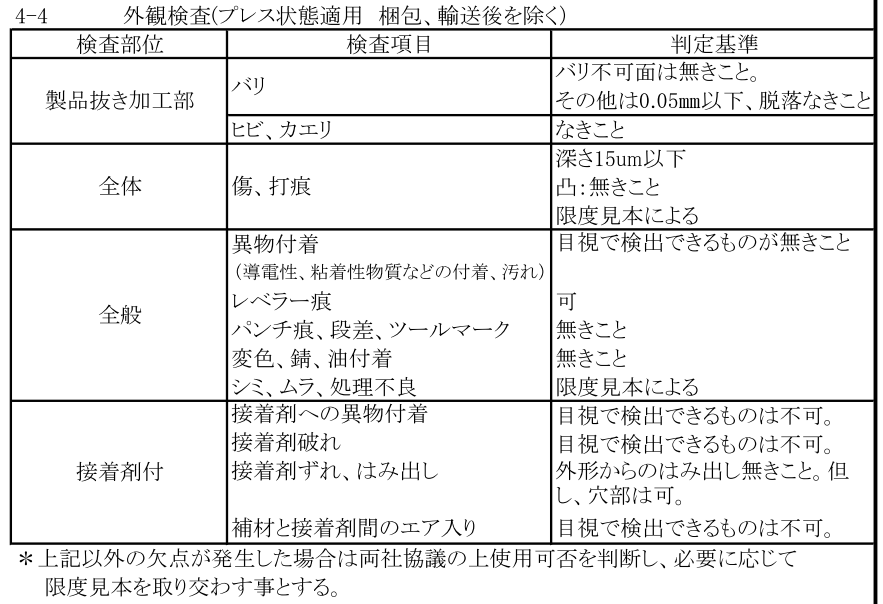 4-4 外観検査(プレス状態適用 梱包、輸送後を除く)
検査部位 検査項目 判定基準
製品抜き加工部 バリ バリ不可面は無きこと。
その他は0.05mm以下、脱落なきこと
ヒビ、カエリ なきこと
全体 傷、打痕 深さ15um以下
凸：無きこと
限度見本による
全般 異物付着 目視で検出できるものが無きこと
(導電性、粘着性物質などの付着、汚れ)
レベラー痕 可
パンチ痕、段差、ツールマーク 無きこと
変色、錆、油付着 無きこと
シミ、ムラ、処理不良 限度見本による
接着剤付 接着剤への異物付着 目視で検出できるものは不可。
接着剤破れ 目視で検出できるものは不可。
接着剤ずれ、はみ出し 外形からのはみ出し無きこと。但
し、穴部は可。
補材と接着剤間のエア入り 目視で検出できるものは不可。
＊上記以外の欠点が発生した場合は両社協議の上使用可否を判断し、必要に応じて
限度見本を取り交わす事とする。